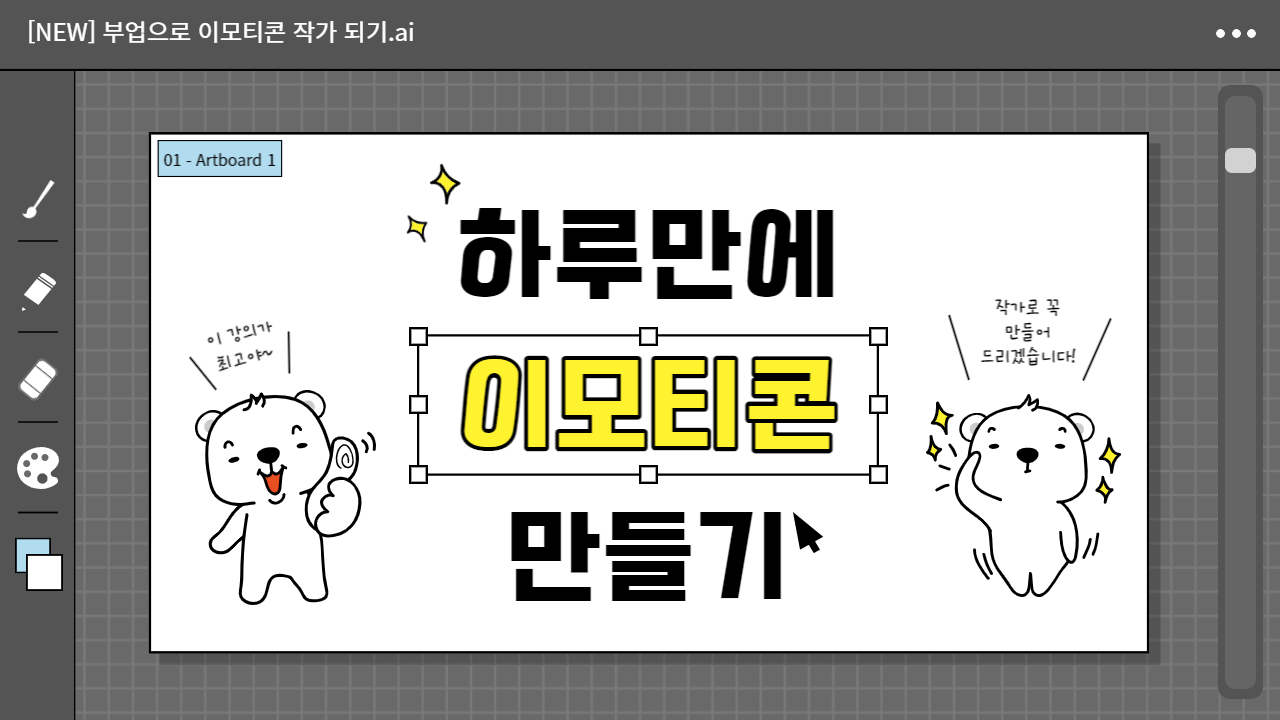 [NEW] 부업으로 이모티콘 작가 되기.ai
01 - Artboard 1
하루만에
이모티콘
만들기
이 강의가
최고야~
작가로 꼭
만들어
드리겠습니다!